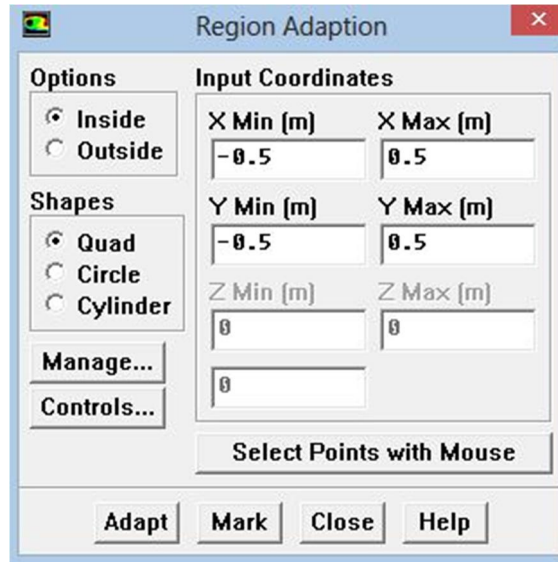 Region Adaption
Options
Inside
Outside
Shapes
Quad
Circle
Cylinder
Manage...
Controls...
Input Coordinates
X Min (m) X Max (m)
-0.5 0.5
Y Min (m) Y Max (m)
-0.5 0.5
Z Min (m) Z Max (m)
0 0
0
Select Points with Mouse
Adapt Mark Close Help